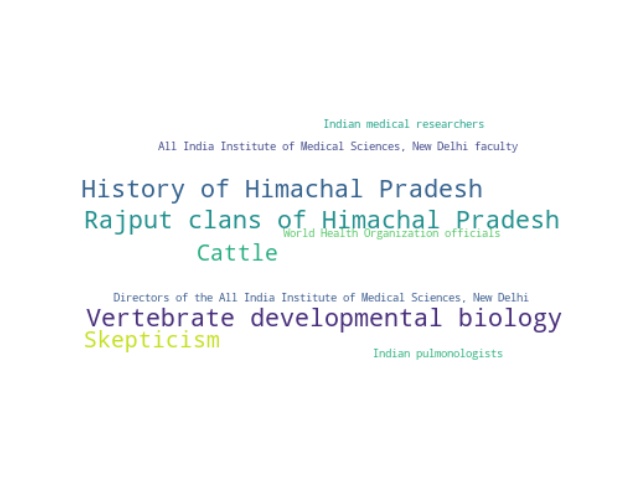 Indian medical researchers
All India Institute of Medical Sciences, New Delhi faculty
History of Himachal Pradesh
Rajput clans of Himachal Pradesh
World Health Organization officials
Cattle
Directors of the All India Institute of Medical Sciences, New Delhi
Vertebrate developmental biology
Skepticism
Indian pulmonologists